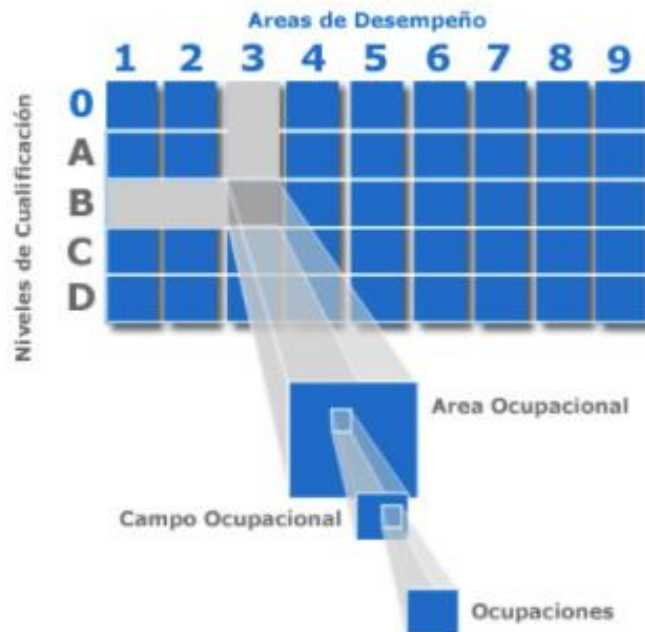 Areas de Desempeño
1 2 3 4 5 6 7 8 9
Niveles de Cualificación
0
A
B
C
D
Area Ocupacional
Campo Ocupacional
Ocupaciones